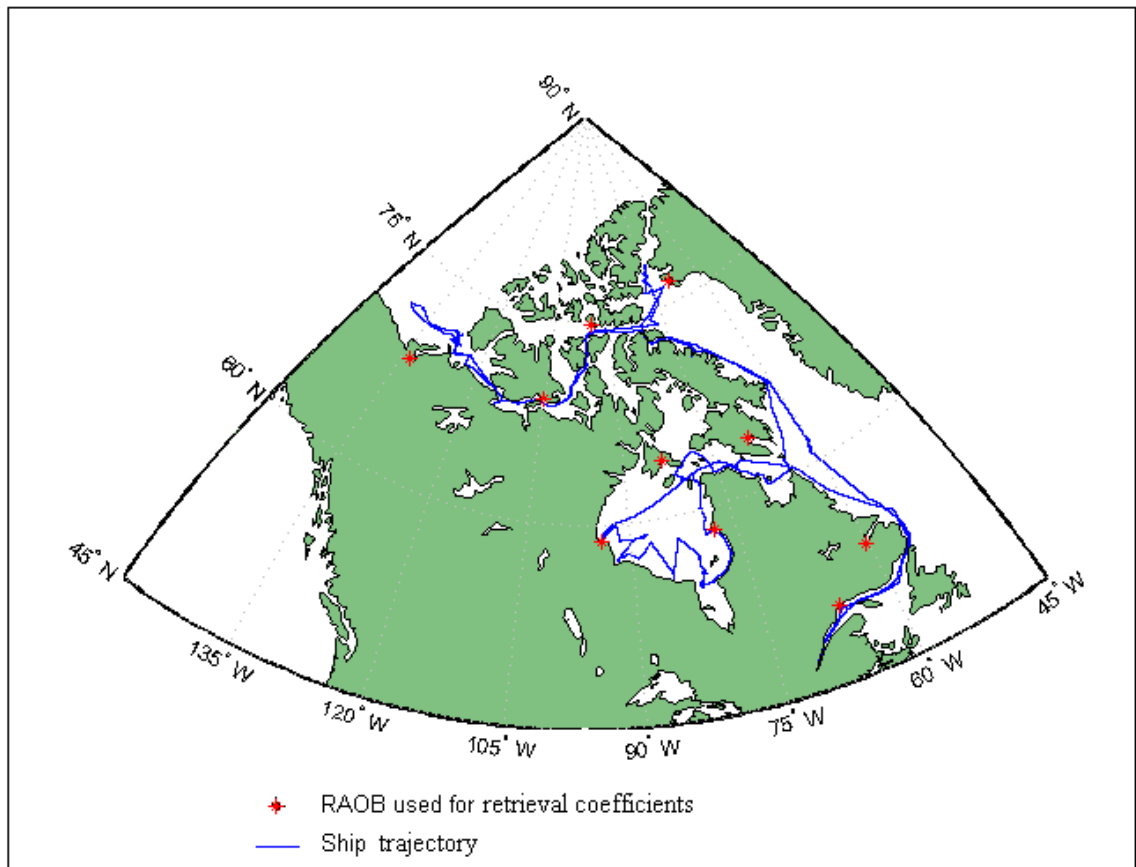 90° N
75° N
60° N
45° N
135° W
120° W
105° W
90° W
75° W
60° W
45° W
RAOB used for retrieval coefficients
Ship trajectory